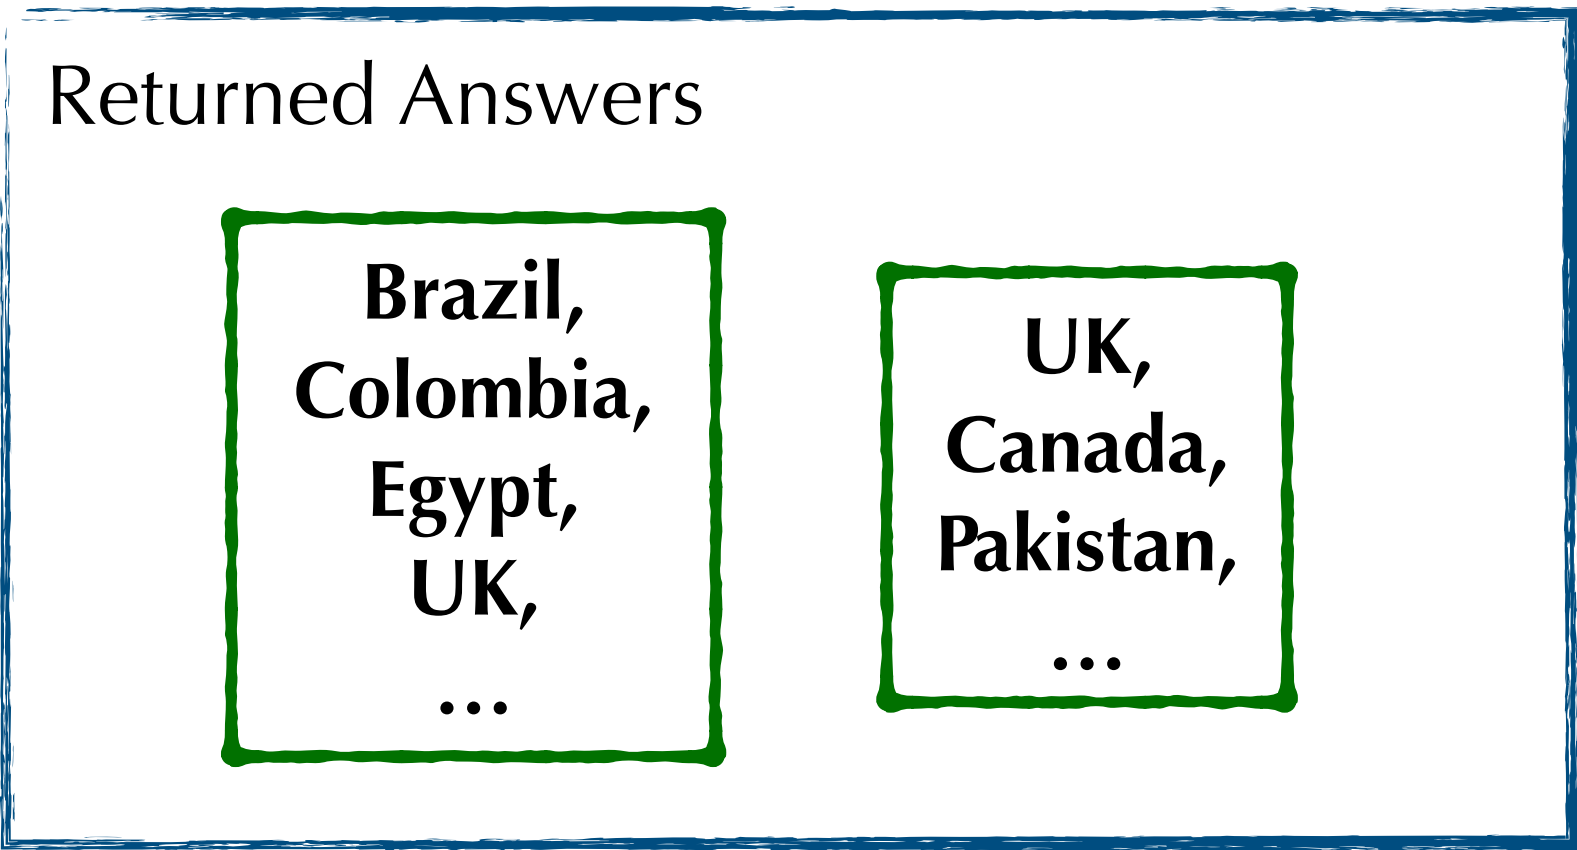 Returned Answers
Brazil,
Colombia,
Egypt,
UK,
...
UK,
Canada,
Pakistan,
...